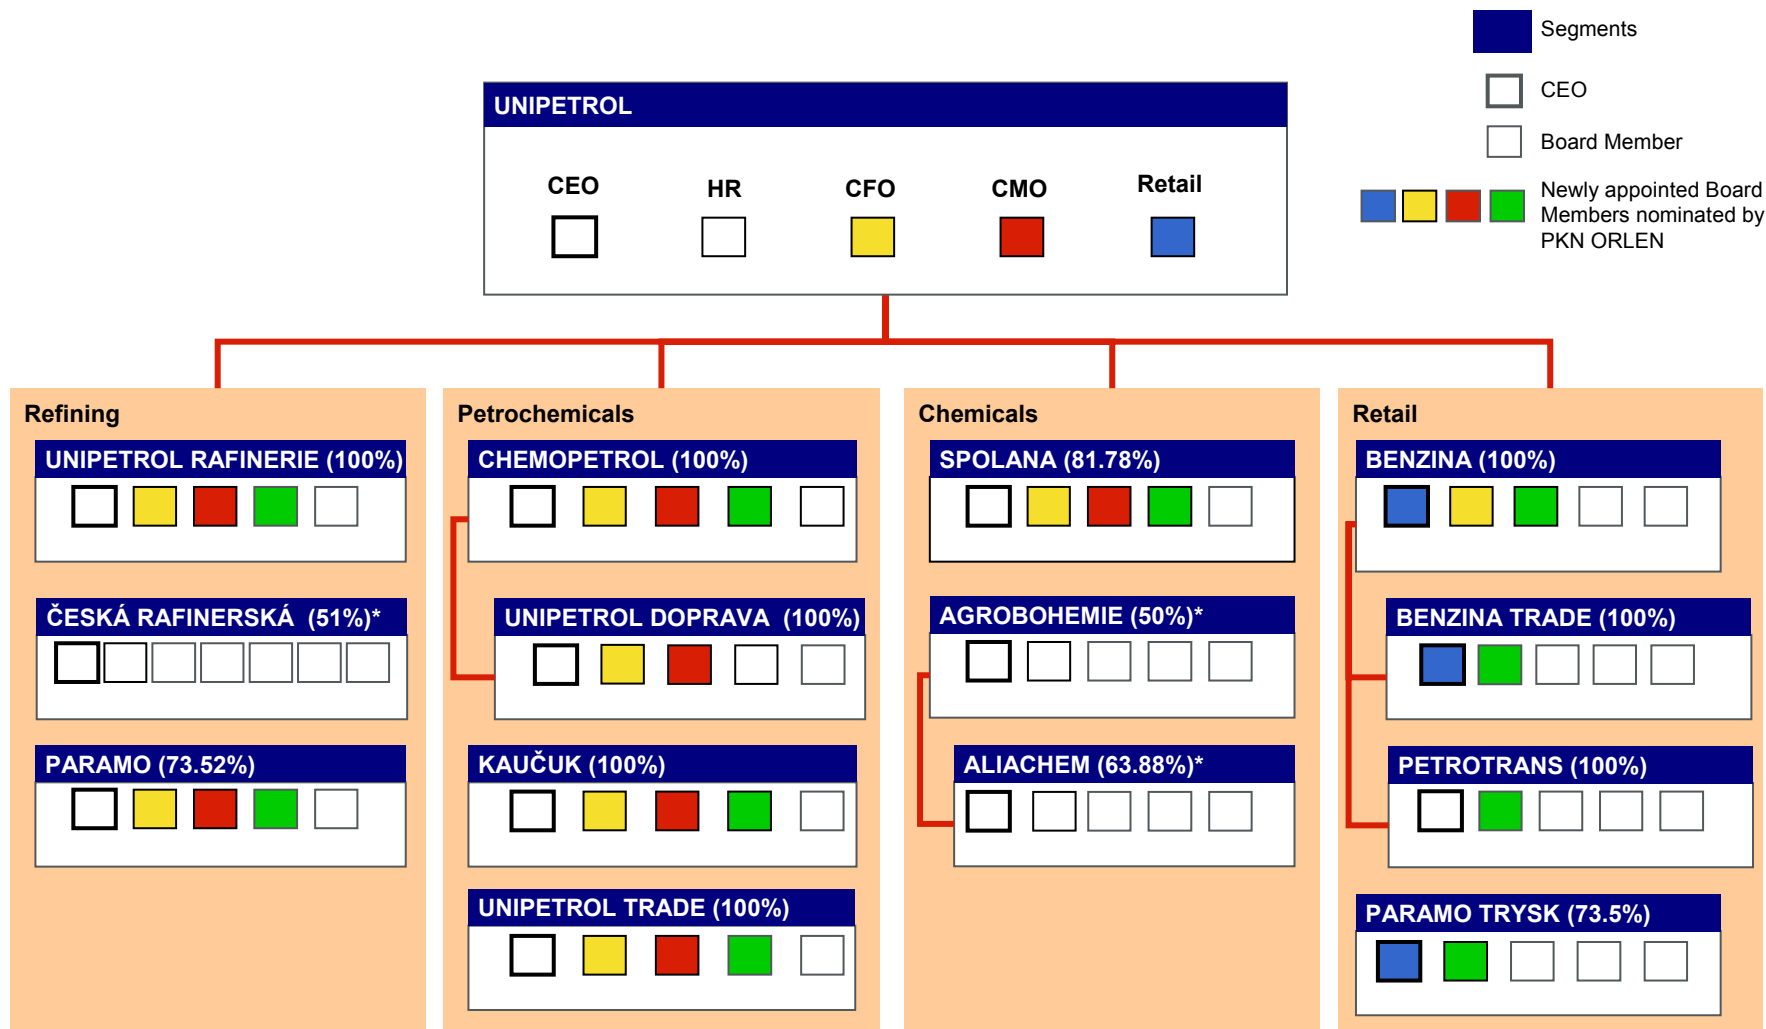 Segments
CEO
Board Member
Newly appointed Board
Members nominated by
PKN ORLEN
UNIPETROL
CEO
HR
CFO
CMO
Retail
Refining
UNIPETROL RAFINERIE (100%)
ČESKÁ RAFINERSKÁ (51%)*
PARAMO (73.52%)
Petrochemicals
CHEMOPETROL (100%)
UNIPETROL DOPRAVA (100%)
KAUČUK (100%)
UNIPETROL TRADE (100%)
Chemicals
SPOLANA (81.78%)
AGROBOHEMIE (50%)*
ALIACHEM (63.88%)*
Retail
BENZINA (100%)
BENZINA TRADE (100%)
PETROTRANS (100%)
PARAMO TRYSK (73.5%)